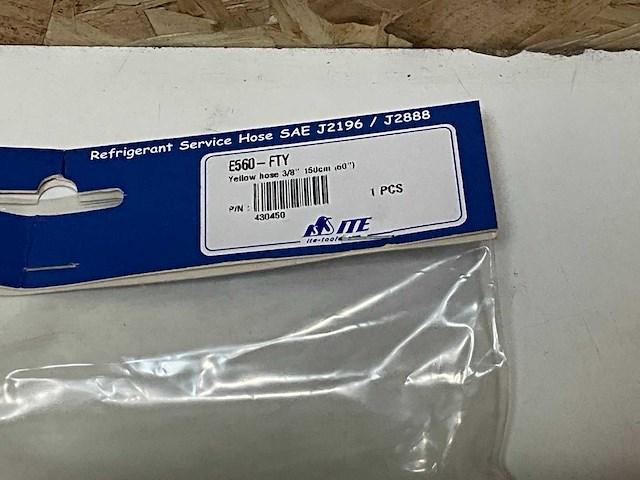 Refrigerant Service Hose SAE J2196 / J2888
E560-FTY
Yellow hose 3/8" 150cm (60")
1 PCS
P/N :
430450
ITE
ite-tools